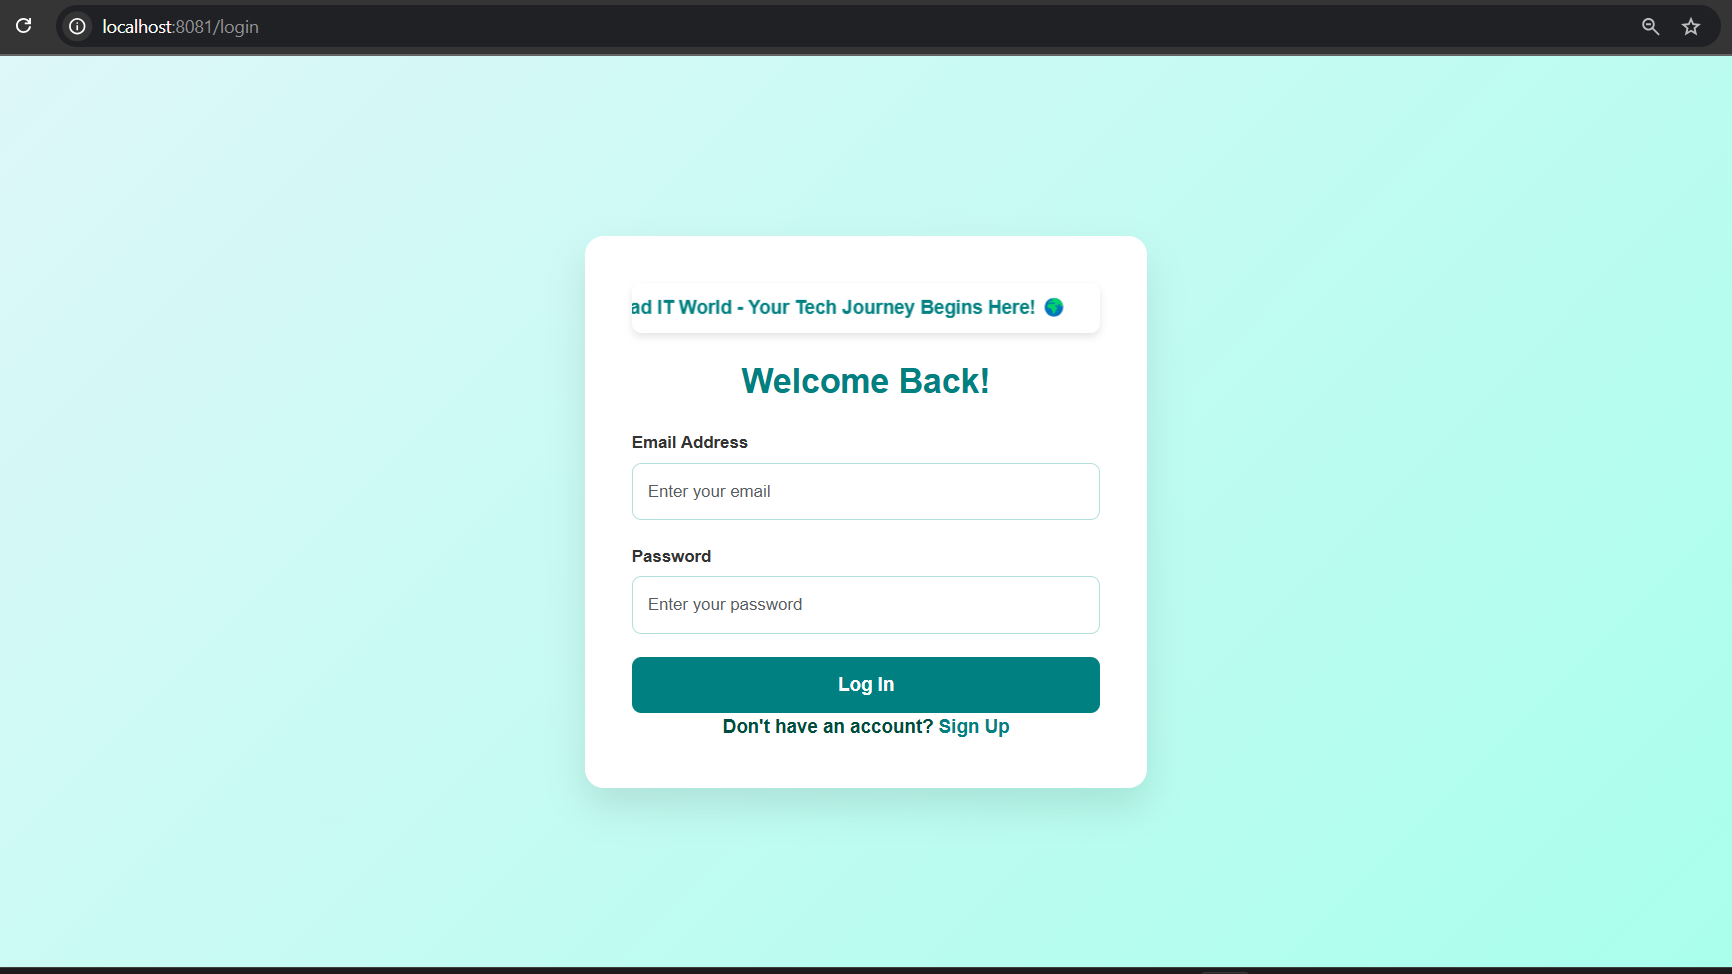 localhost:8081/login
ad IT World - Your Tech Journey Begins Here! 🌍
Welcome Back!
Email Address
Enter your email
Password
Enter your password
Log In
Don't have an account? Sign Up